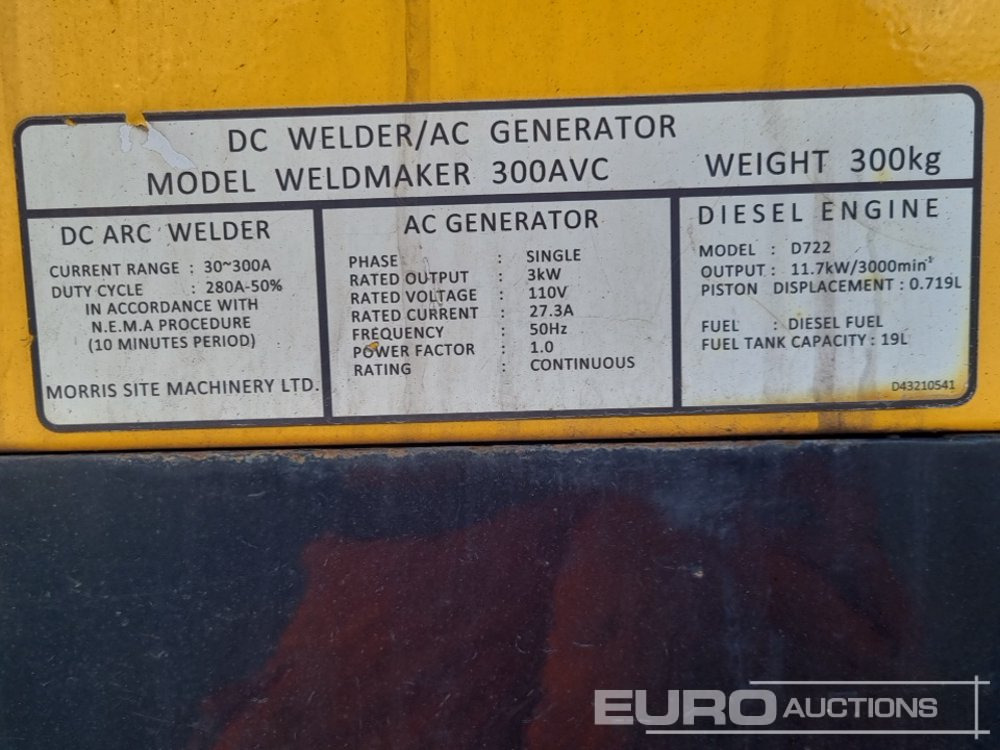 DC WELDER/AC GENERATOR
MODEL WELDMAKER 300AVC WEIGHT 300kg
DC ARC WELDER
CURRENT RANGE : 30~300A
DUTY CYCLE : 280A-50%
IN ACCORDANCE WITH
N.E.M.A PROCEDURE
(10 MINUTES PERIOD)
MORRIS SITE MACHINERY LTD.
AC GENERATOR
PHASE : SINGLE
RATED OUTPUT : 3kW
RATED VOLTAGE : 110V
RATED CURRENT : 27.3A
FREQUENCY : 50Hz
POWER FACTOR : 1.0
RATING : CONTINUOUS
DIESEL ENGINE
MODEL : D722
OUTPUT : 11.7kW/3000min⁻¹
PISTON DISPLACEMENT : 0.719L
FUEL : DIESEL FUEL
FUEL TANK CAPACITY : 19L
D43210541
EURO AUCTIONS